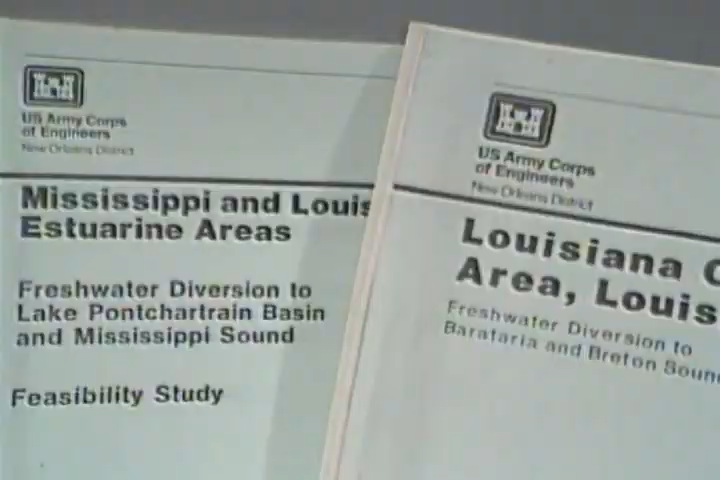 US Army Corps
of Engineers
New Orleans District
Mississippi and Louis
Estuarine Areas
Freshwater Diversion to
Lake Pontchartrain Basin
and Mississippi Sound
Feasibility Study
US Army Corps
of Engineers
New Orleans District
Louisiana C
Area, Louis
Freshwater Diversion to
Barataria and Breton Soun